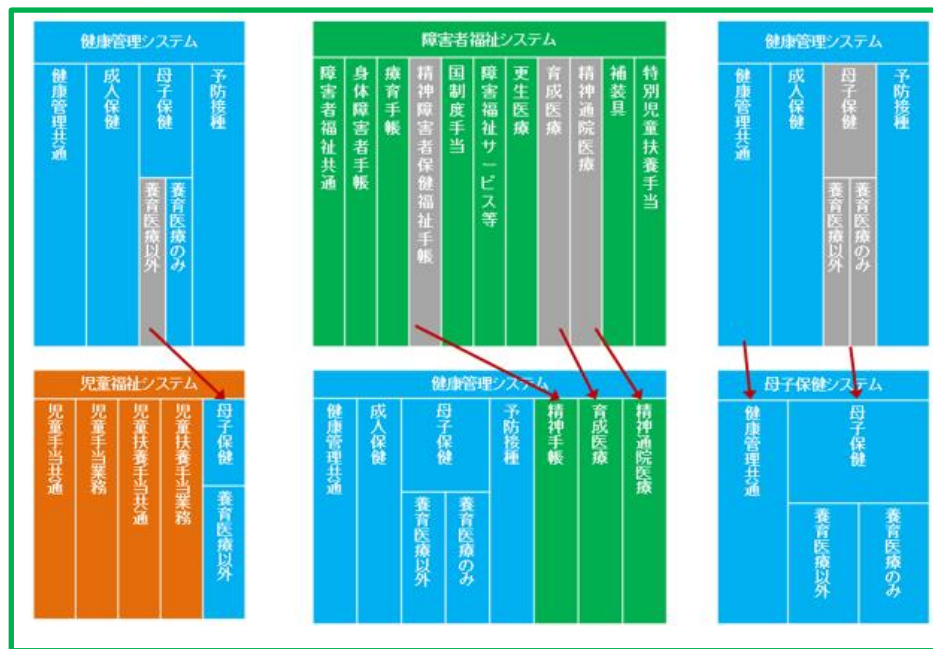 健康管理システム
健康管理共通
成人保健
母子保健
養育医療以外
養育医療のみ
予防接種
児童福祉システム
児童手当共通
児童手当業務
児童扶養手当共通
児童扶養手当業務
母子保健
養育医療以外
障害者福祉システム
障害者福祉共通
身体障害者手帳
療育手帳
精神障害者保健福祉手帳
国制度手当
障害福祉サービス等
更生医療
育成医療
精神通院医療
補装具
特別児童扶養手当
健康管理システム
健康管理共通
成人保健
母子保健
養育医療以外
養育医療のみ
予防接種
精神手帳
育成医療
精神通院医療
健康管理システム
健康管理共通
成人保健
母子保健
養育医療以外
養育医療のみ
予防接種
母子保健システム
健康管理共通
母子保健
養育医療以外
養育医療のみ